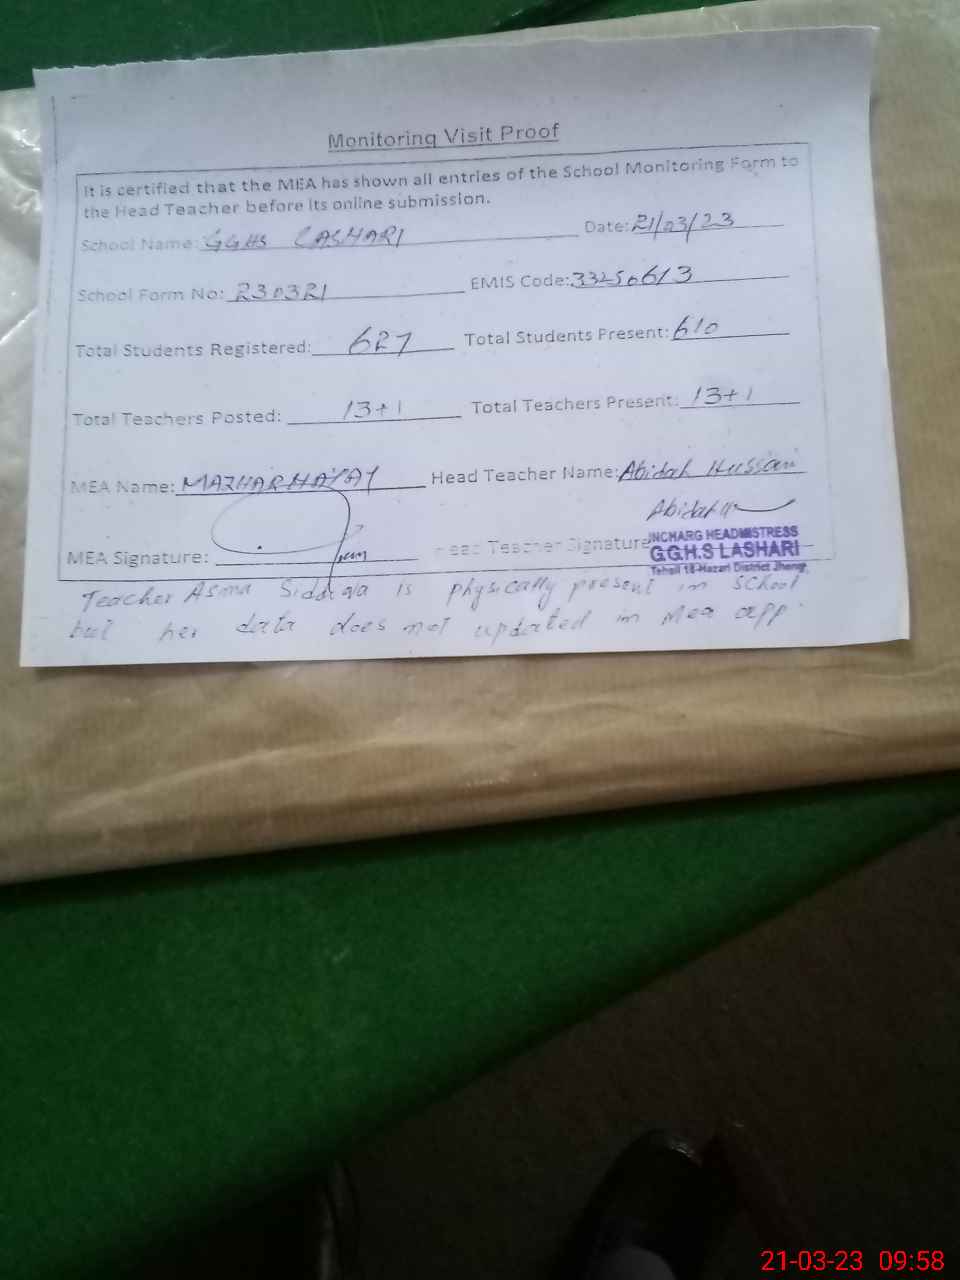 Monitoring Visit Proof
It is certified that the MEA has shown all entries of the School Monitoring Form to
the Head Teacher before its online submission.
School Name: GGHS LASHARI Date: 21/03/23
School Form No: 230321 EMIS Code: 33250613
Total Students Registered: 627 Total Students Present: 610
Total Teachers Posted: 13+1 Total Teachers Present: 13+1
MEA Name: MAZHAR HAYAT Head Teacher Name: Abidah Hussain
MEA Signature: Head Teacher Signature
INCHARG HEADMISTRESS
G.G.H.S LASHARI
Tehsil 18-Hazari District Jhang.
Teacher Asma Siddiqa is physically present in school
but her data does not updated in Mea app.
21-03-23 09:58